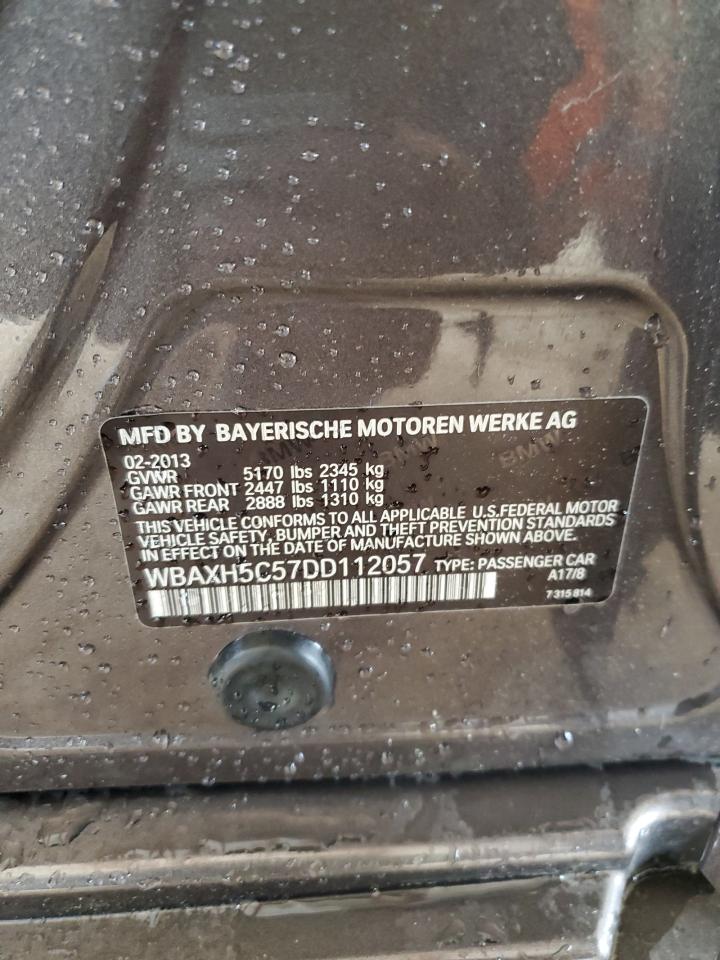 MFD BY BAYERISCHE MOTOREN WERKE AG
BMW BMW BMW
02-2013
GVWR 5170 lbs 2345 kg
GAWR FRONT 2447 lbs 1110 kg
GAWR REAR 2888 lbs 1310 kg
THIS VEHICLE CONFORMS TO ALL APPLICABLE U.S.FEDERAL MOTOR
VEHICLE SAFETY, BUMPER AND THEFT PREVENTION STANDARDS
IN EFFECT ON THE DATE OF MANUFACTURE SHOWN ABOVE.
WBAXH5C57DD112057 TYPE: PASSENGER CAR
A17/8
7 315 814